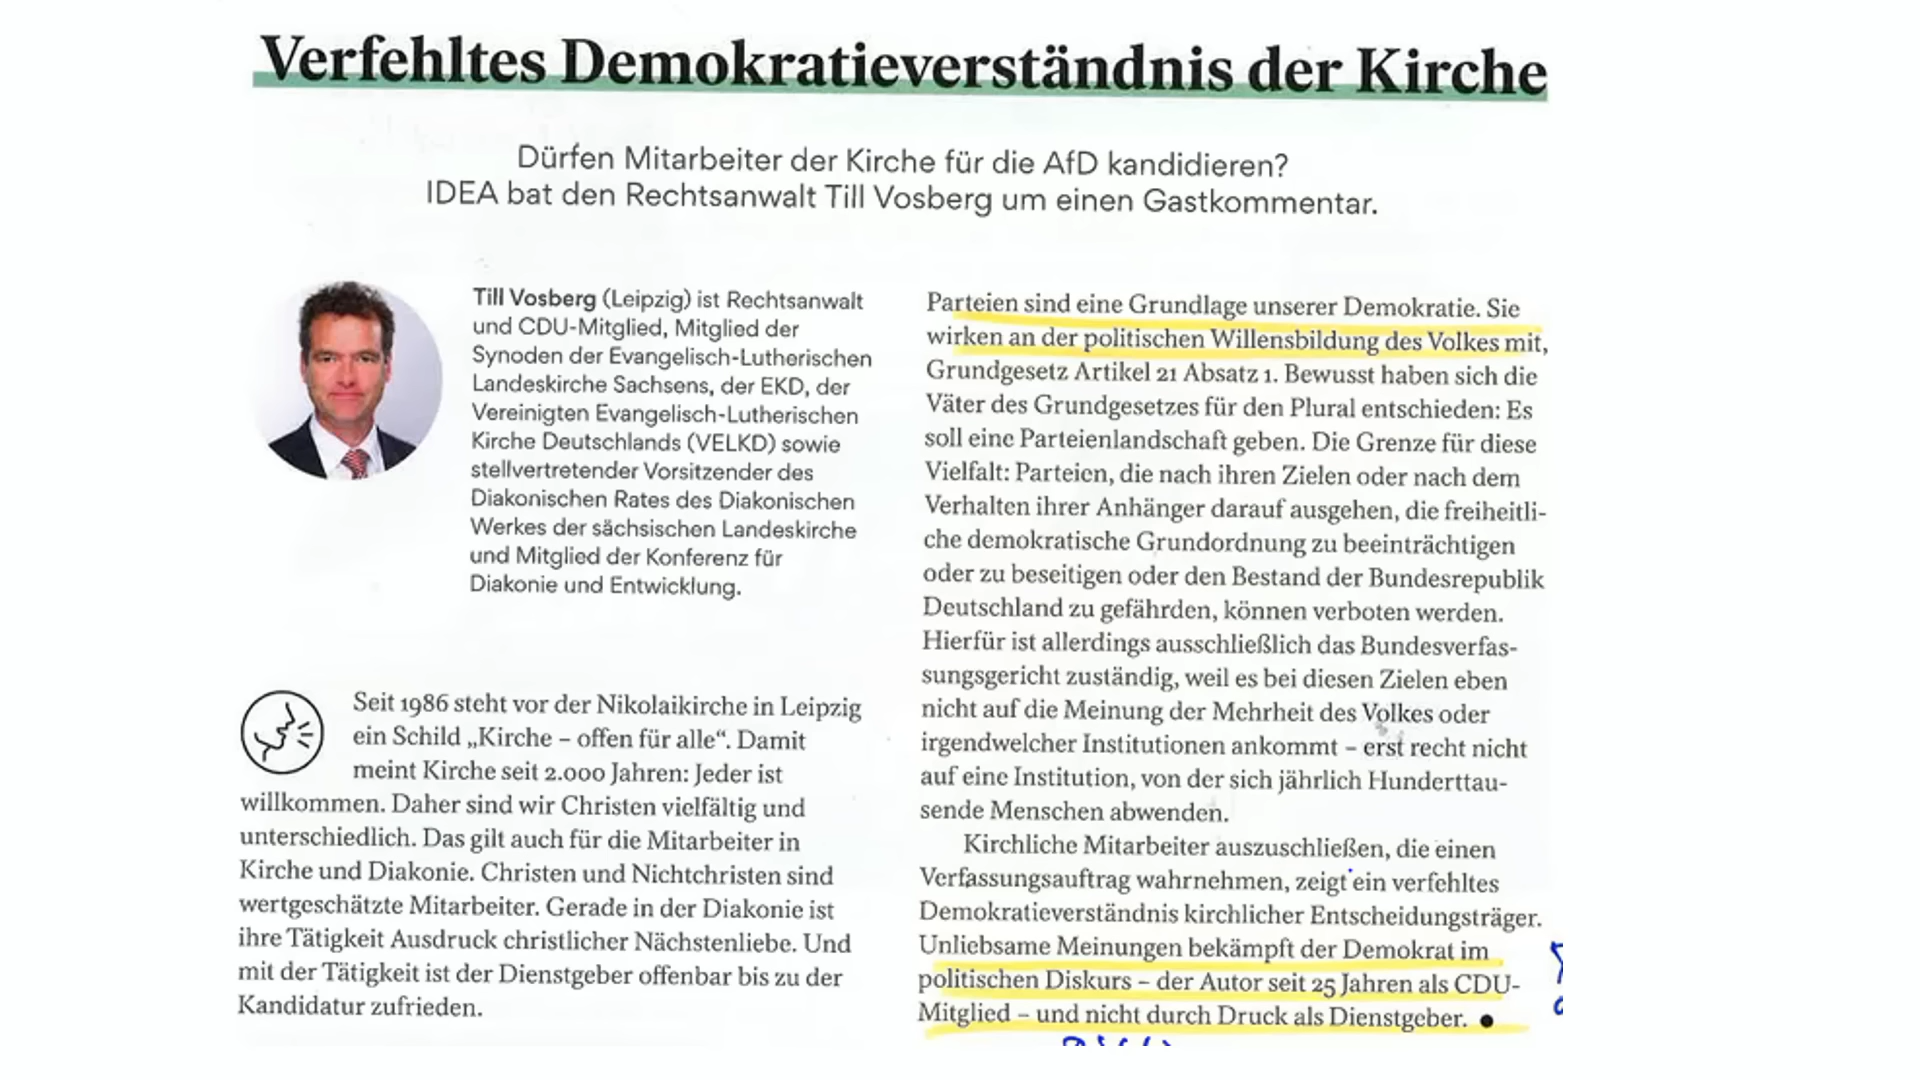 Verfehltes Demokratieverständnis der Kirche
Dürfen Mitarbeiter der Kirche für die AfD kandidieren?
IDEA bat den Rechtsanwalt Till Vosberg um einen Gastkommentar.
Till Vosberg (Leipzig) ist Rechtsanwalt
und CDU-Mitglied, Mitglied der
Synoden der Evangelisch-Lutherischen
Landeskirche Sachsens, der EKD, der
Vereinigten Evangelisch-Lutherischen
Kirche Deutschlands (VELKD) sowie
stellvertretender Vorsitzender des
Diakonischen Rates des Diakonischen
Werkes der sächsischen Landeskirche
und Mitglied der Konferenz für
Diakonie und Entwicklung.
Seit 1986 steht vor der Nikolaikirche in Leipzig
ein Schild „Kirche – offen für alle“. Damit
meint Kirche seit 2.000 Jahren: Jeder ist
willkommen. Daher sind wir Christen vielfältig und
unterschiedlich. Das gilt auch für die Mitarbeiter in
Kirche und Diakonie. Christen und Nichtchristen sind
wertgeschätzte Mitarbeiter. Gerade in der Diakonie ist
ihre Tätigkeit Ausdruck christlicher Nächstenliebe. Und
mit der Tätigkeit ist der Dienstgeber offenbar bis zu der
Kandidatur zufrieden.
Parteien sind eine Grundlage unserer Demokratie. Sie
wirken an der politischen Willensbildung des Volkes mit,
Grundgesetz Artikel 21 Absatz 1. Bewusst haben sich die
Väter des Grundgesetzes für den Plural entschieden: Es
soll eine Parteienlandschaft geben. Die Grenze für diese
Vielfalt: Parteien, die nach ihren Zielen oder nach dem
Verhalten ihrer Anhänger darauf ausgehen, die freiheitli-
che demokratische Grundordnung zu beeinträchtigen
oder zu beseitigen oder den Bestand der Bundesrepublik
Deutschland zu gefährden, können verboten werden.
Hierfür ist allerdings ausschließlich das Bundesverfas-
sungsgericht zuständig, weil es bei diesen Zielen eben
nicht auf die Meinung der Mehrheit des Volkes oder
irgendwelcher Institutionen ankommt – erst recht nicht
auf eine Institution, von der sich jährlich Hunderttau-
sende Menschen abwenden.
Kirchliche Mitarbeiter auszuschließen, die einen
Verfassungsauftrag wahrnehmen, zeigt ein verfehltes
Demokratieverständnis kirchlicher Entscheidungsträger.
Unliebsame Meinungen bekämpft der Demokrat im
politischen Diskurs – der Autor seit 25 Jahren als CDU-
Mitglied – und nicht durch Druck als Dienstgeber. ●